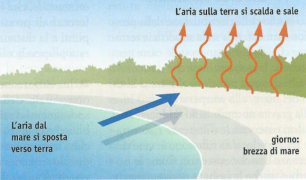 L'aria sulla terra si scalda e sale
L'aria dal
mare si sposta
verso terra
giorno:
brezza di mare